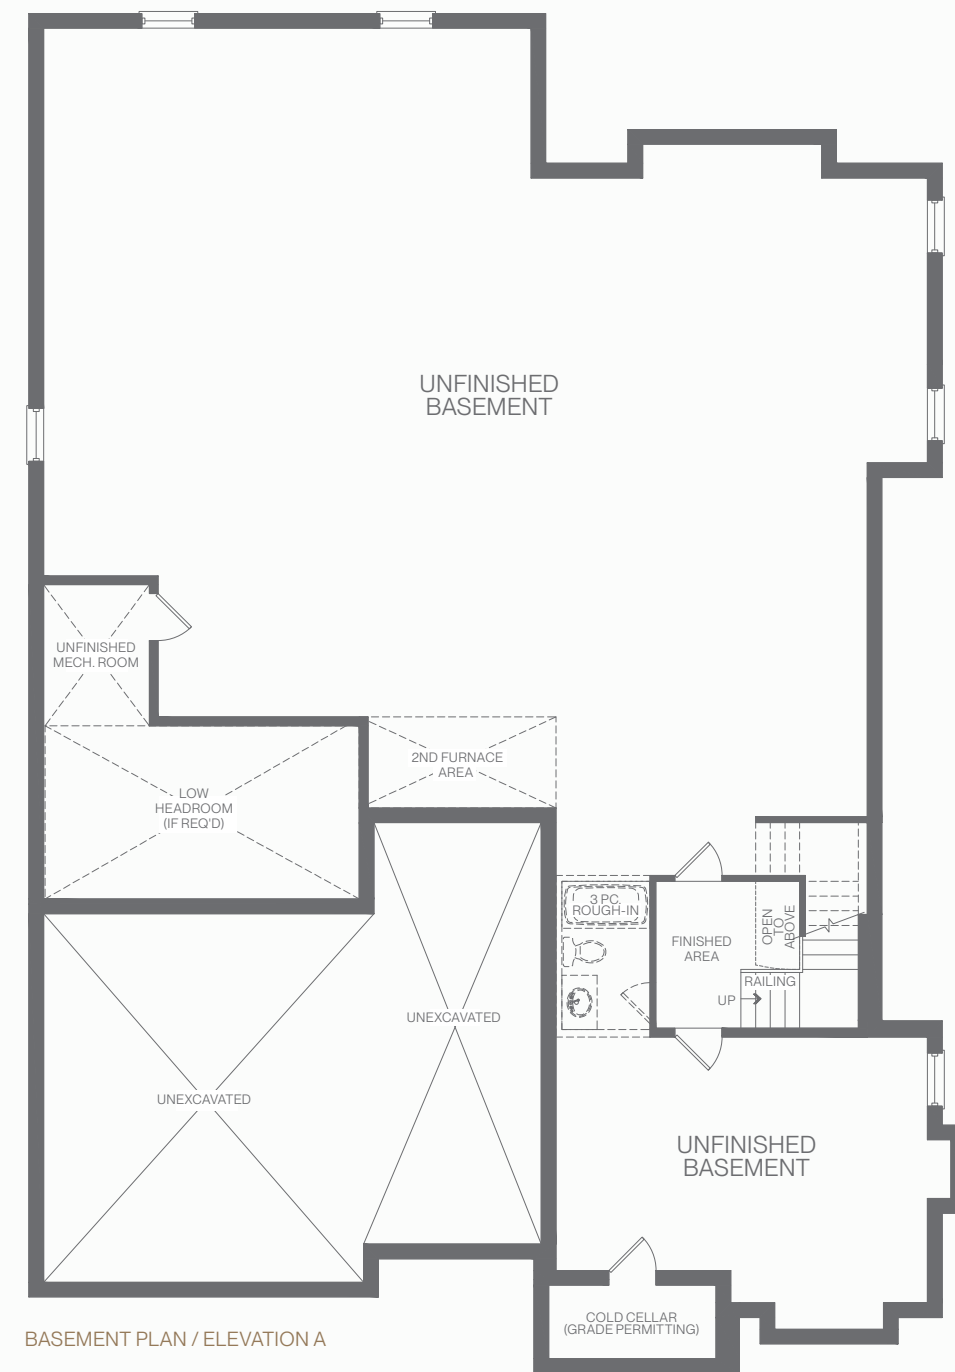 UNFINISHED
BASEMENT
UNFINISHED
MECH. ROOM
2ND FURNACE
AREA
LOW
HEADROOM
(IF REQ'D)
3 PC.
ROUGH-IN
OPEN
TO
ABOVE
FINISHED
AREA
RAILING
UP
UNEXCAVATED
UNEXCAVATED
UNFINISHED
BASEMENT
COLD CELLAR
(GRADE PERMITTING)
BASEMENT PLAN / ELEVATION A